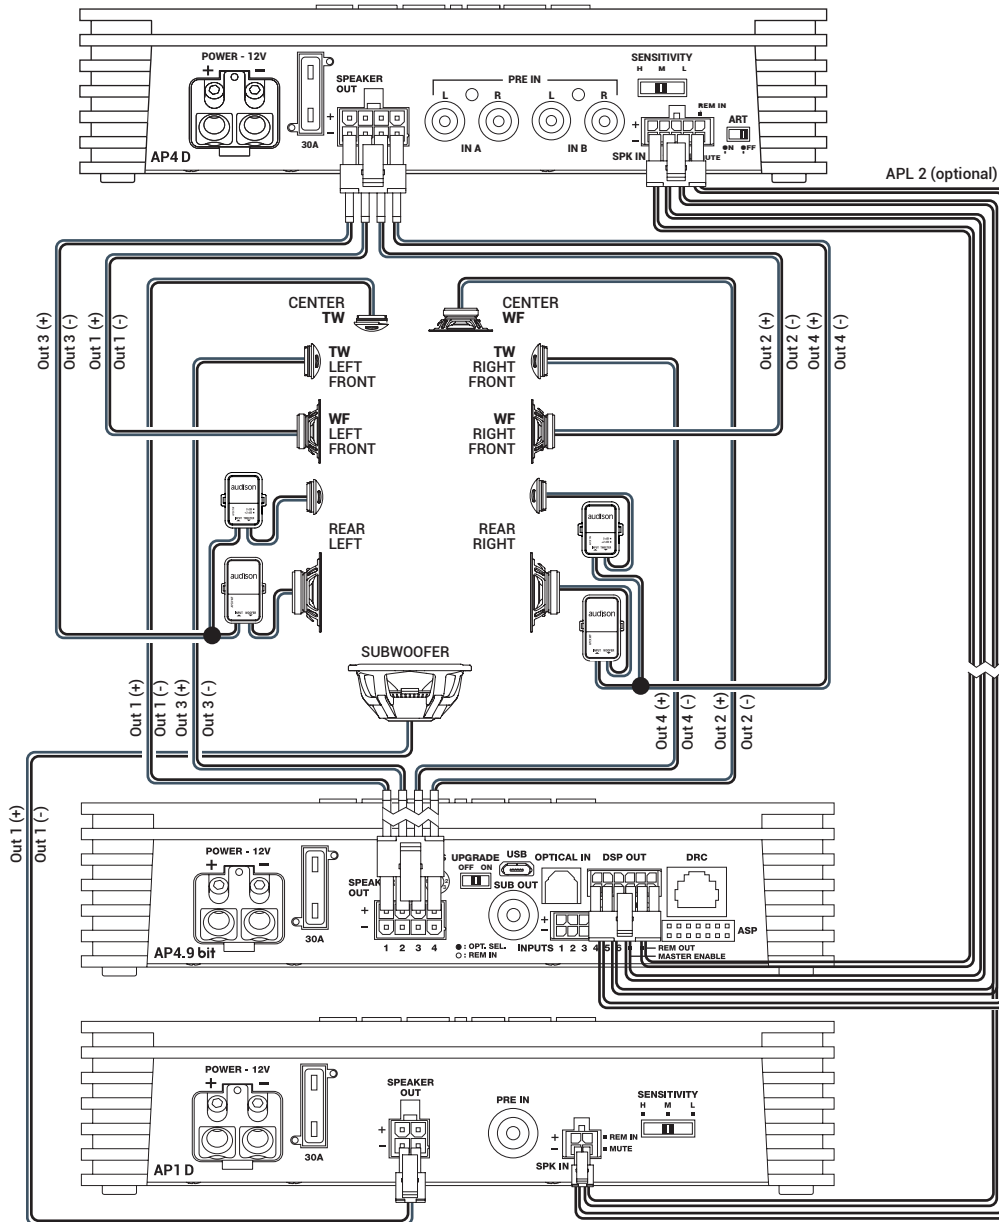 POWER - 12V
+ −
30A
SPEAKER
OUT
+
−
PRE IN
L R L R
IN A IN B
SENSITIVITY
H M L
REM IN
+
−
SPK IN
ART
ON OFF
AP4 D
APL 2 (optional)
Out 3 (+)
Out 3 (-)
Out 1 (+)
Out 1 (-)
CENTER
TW
CENTER
WF
Out 2 (+)
Out 2 (-)
Out 4 (+)
Out 4 (-)
TW
LEFT
FRONT
TW
RIGHT
FRONT
WF
LEFT
FRONT
WF
RIGHT
FRONT
audison
audison
REAR
LEFT
REAR
RIGHT
audison
audison
SUBWOOFER
Out 1 (+)
Out 1 (-)
Out 3 (+)
Out 3 (-)
Out 4 (+)
Out 4 (-)
Out 2 (+)
Out 2 (-)
Out 1 (+)
Out 1 (-)
POWER - 12V
+ −
30A
OUT
+
−
1 2 3 4
UPGRADE
OFF ON
USB
SUB OUT
OPTICAL IN
DSP OUT
DRC
+
−
ASP
● : OPT. SEL.
○ : REM IN
INPUTS 1 2 3 4
REM OUT
MASTER ENABLE
AP4.9 bit
POWER - 12V
+ −
30A
SPEAKER
OUT
+
−
PRE IN
+
−
SPK IN
REM IN
MUTE
SENSITIVITY
H M L
AP1 D